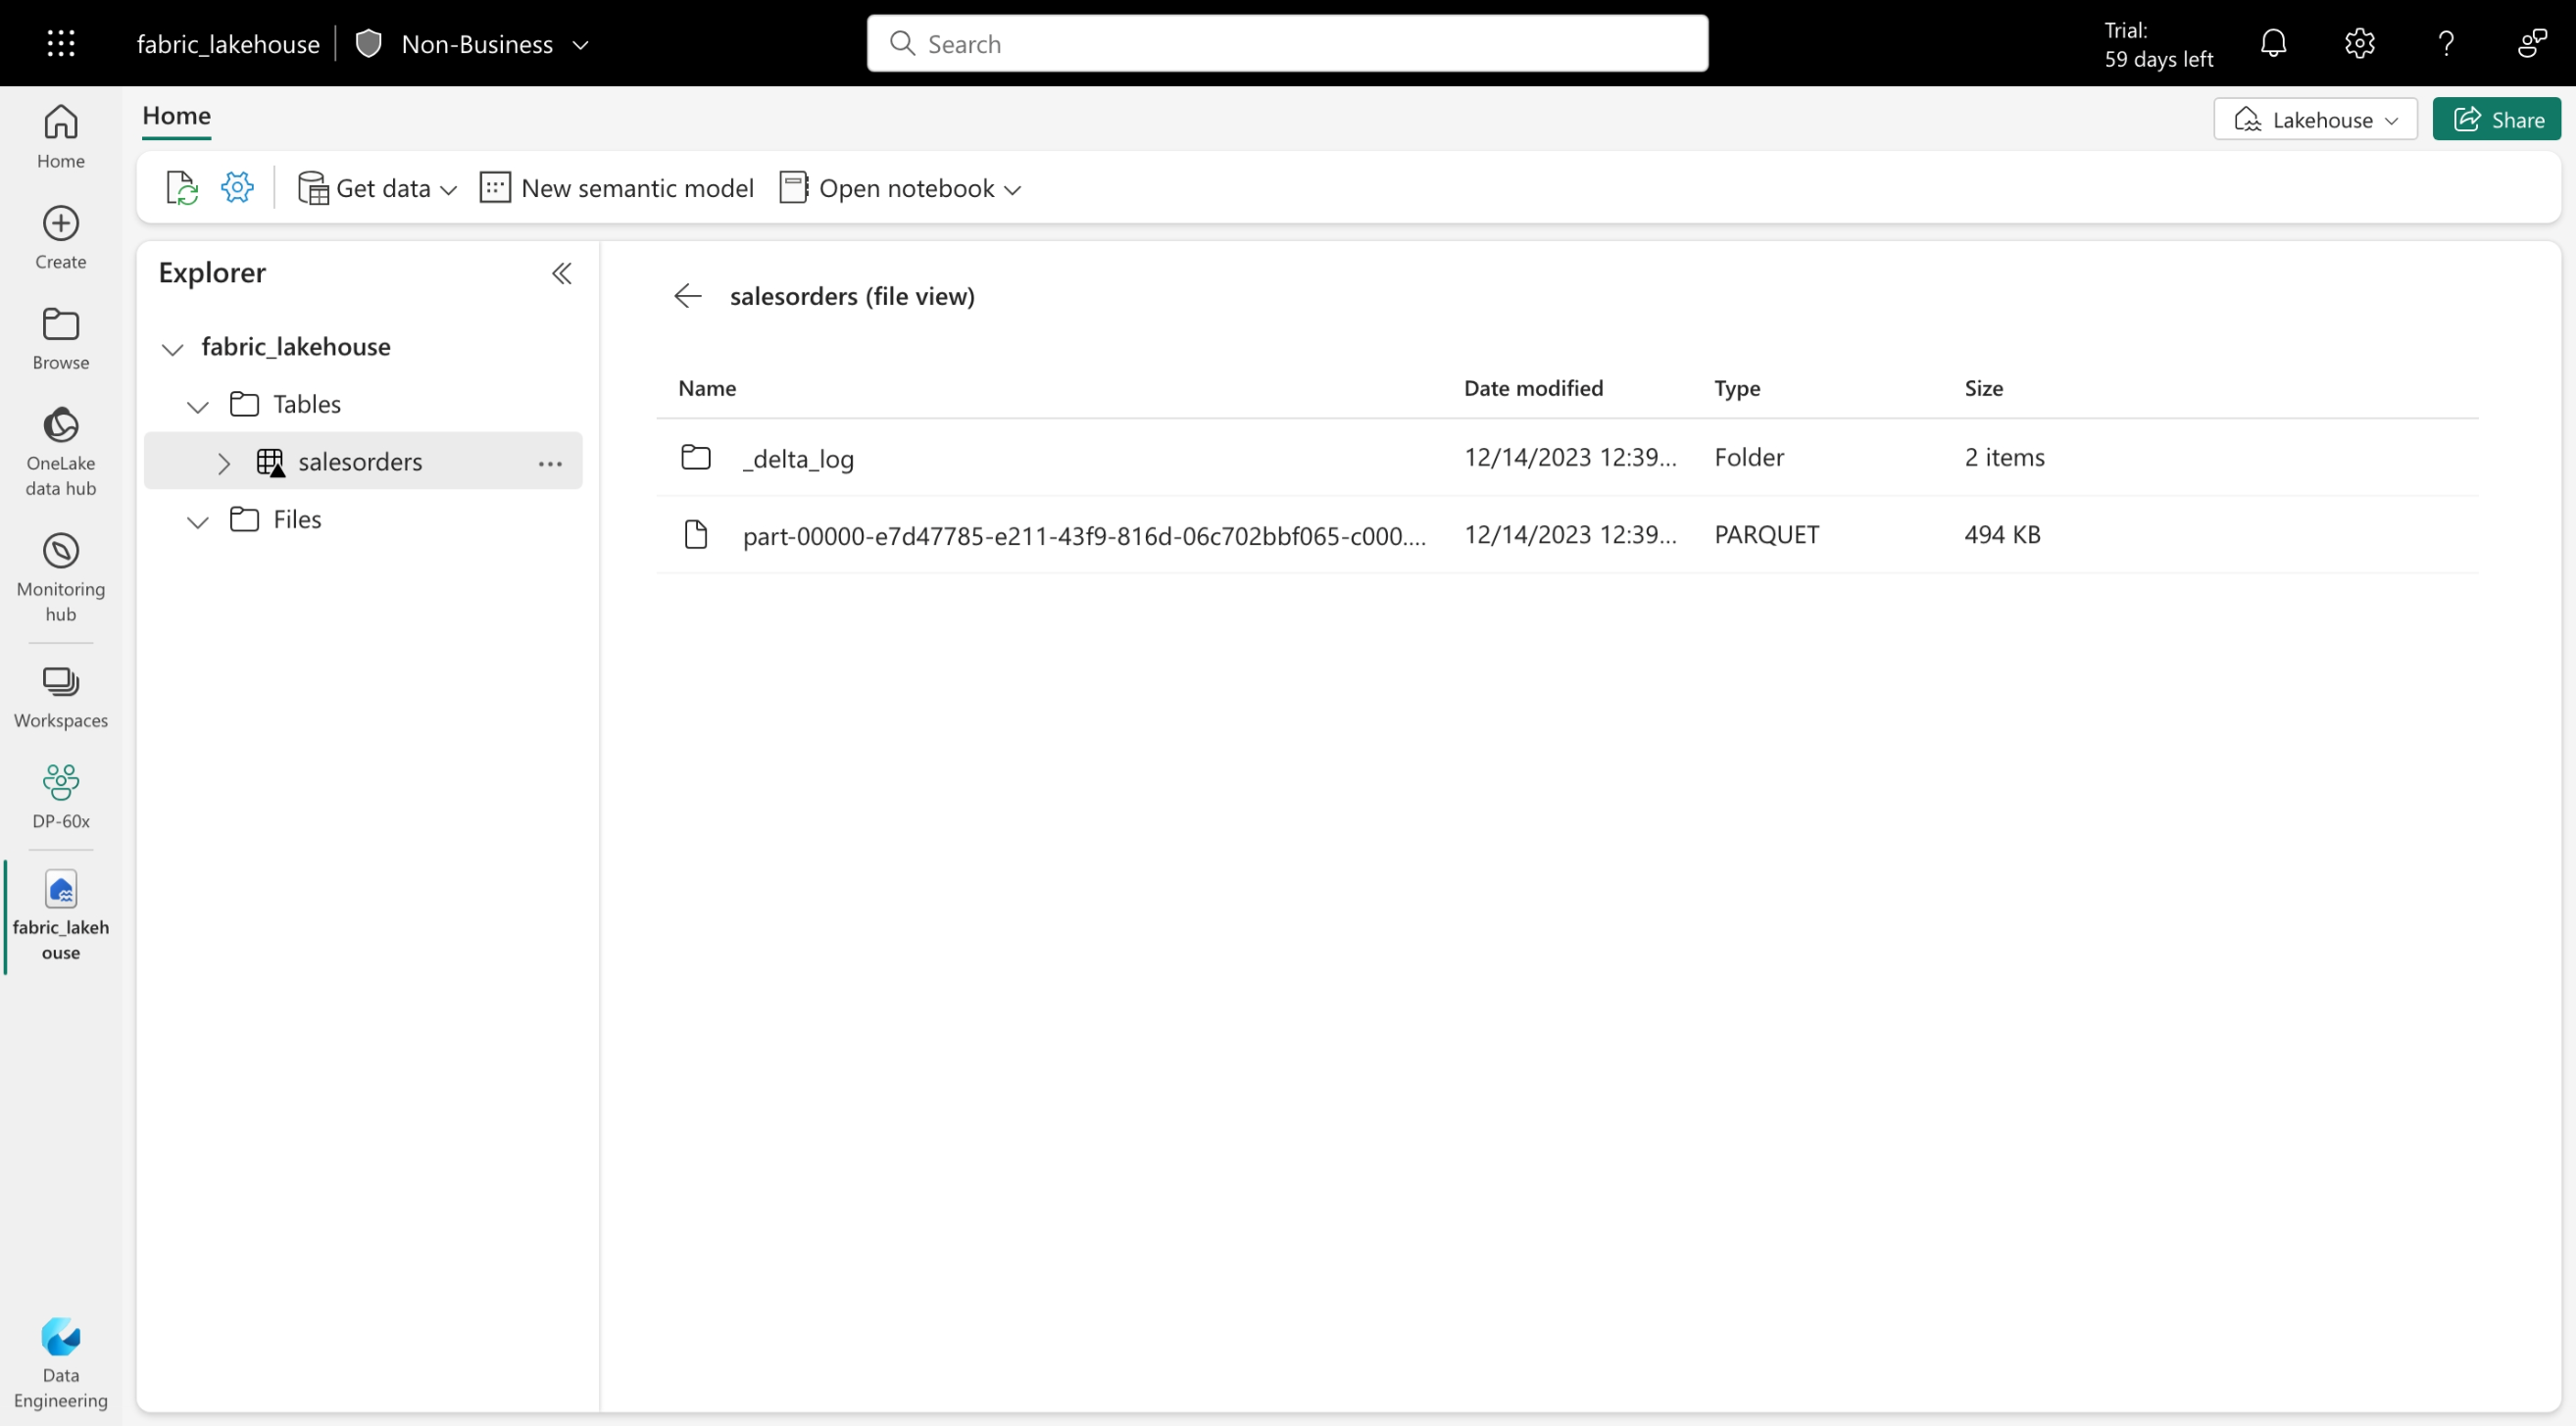 fabric_lakehouse
Non-Business
Search
Trial:
59 days left
Home
Create
Browse
OneLake
data hub
Monitoring
hub
Workspaces
DP-60x
fabric_lakeh
ouse
Data
Engineering
Home
Lakehouse
Share
Get data
New semantic model
Open notebook
Explorer
fabric_lakehouse
Tables
salesorders
...
Files
salesorders (file view)
Name Date modified Type Size
_delta_log 12/14/2023 12:39... Folder 2 items
part-00000-e7d47785-e211-43f9-816d-06c702bbf065-c000.... 12/14/2023 12:39... PARQUET 494 KB